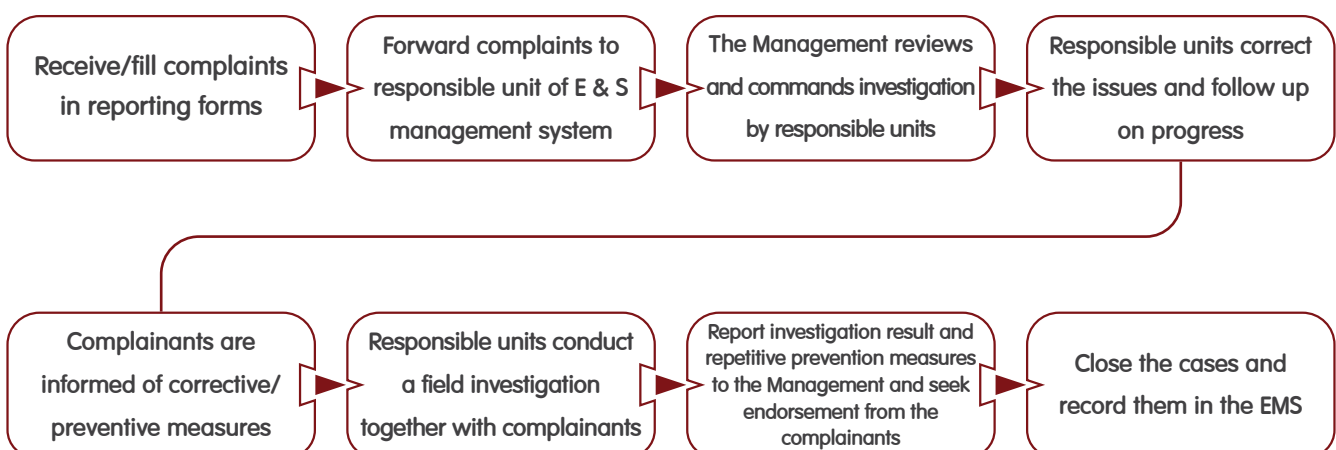 Receive/fill complaints
in reporting forms
Forward complaints to
responsible unit of E & S
management system
The Management reviews
and commands investigation
by responsible units
Responsible units correct
the issues and follow up
on progress
Complainants are
informed of corrective/
preventive measures
Responsible units conduct
a field investigation
together with complainants
Report investigation result and
repetitive prevention measures
to the Management and seek
endorsement from the
complainants
Close the cases and
record them in the EMS